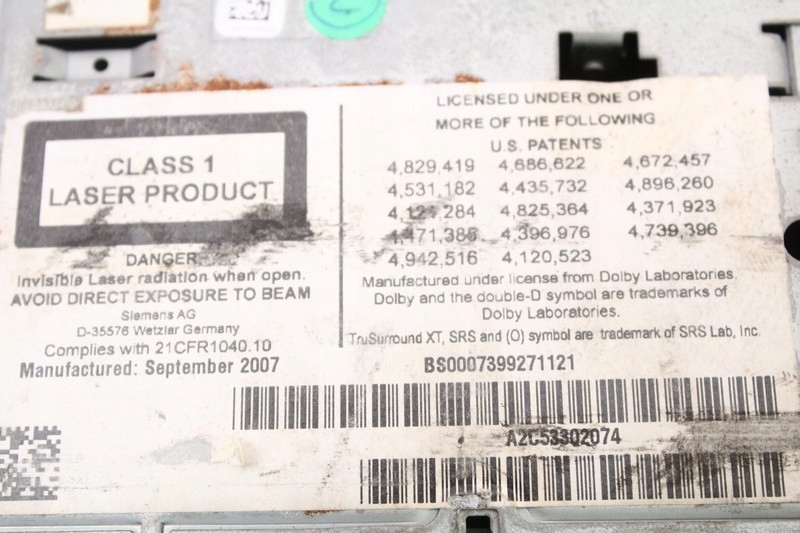 CLASS 1
LASER PRODUCT
DANGER
Invisible Laser radiation when open.
AVOID DIRECT EXPOSURE TO BEAM
Siemens AG
D-35576 Wetzlar Germany
Complies with 21CFR1040.10
Manufactured: September 2007
LICENSED UNDER ONE OR
MORE OF THE FOLLOWING
U.S. PATENTS
4,829,419 4,686,622 4,672,457
4,531,182 4,435,732 4,896,260
4,825,364 4,371,923
4,396,976 4,739,396
4,942,516 4,120,523
Manufactured under license from Dolby Laboratories.
Dolby and the double-D symbol are trademarks of
Dolby Laboratories.
TruSurround XT, SRS and (O) symbol are trademark of SRS Lab, Inc.
BS0007399271121
A2C53302074